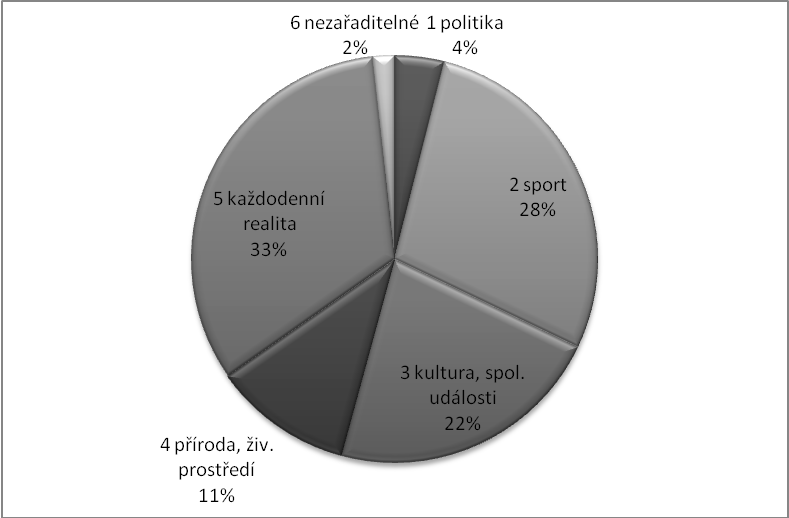 6 nezařaditelné
2%
1 politika
4%
2 sport
28%
3 kultura, spol.
události
22%
4 příroda, živ.
prostředí
11%
5 každodenní
realita
33%